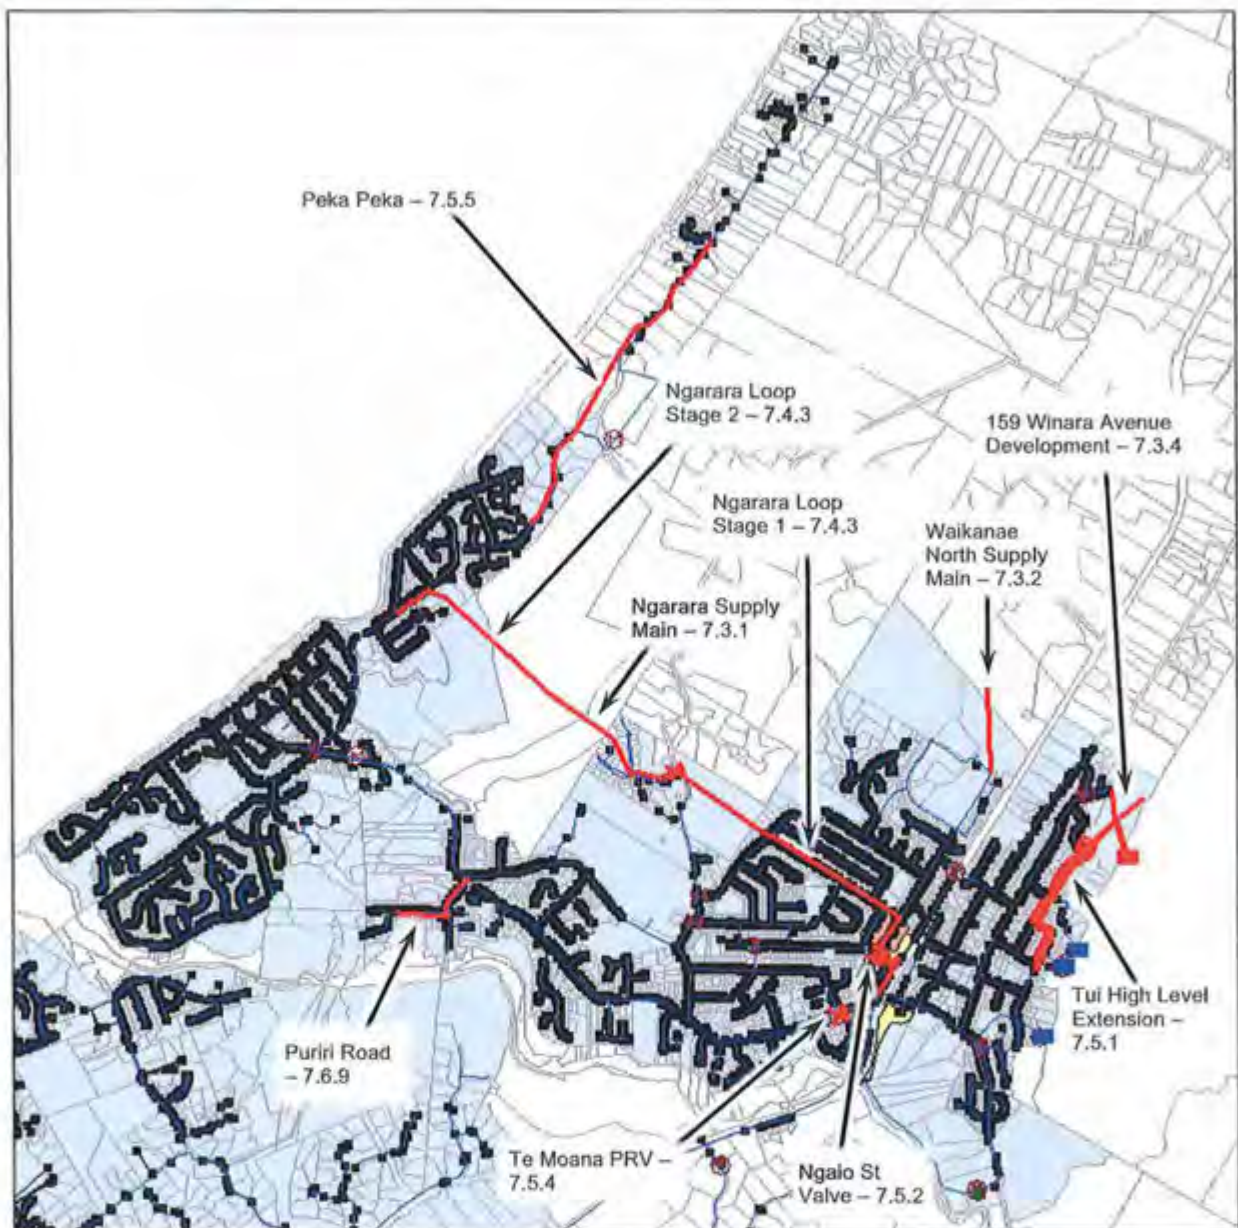 Peka Peka – 7.5.5
Ngarara Loop
Stage 2 – 7.4.3
159 Winara Avenue
Development – 7.3.4
Ngarara Loop
Stage 1 – 7.4.3
Waikanae
North Supply
Main – 7.3.2
Ngarara Supply
Main – 7.3.1
Tui High Level
Extension –
7.5.1
Puriri Road
– 7.6.9
Te Moana PRV –
7.5.4
Ngaio St
Valve – 7.5.2